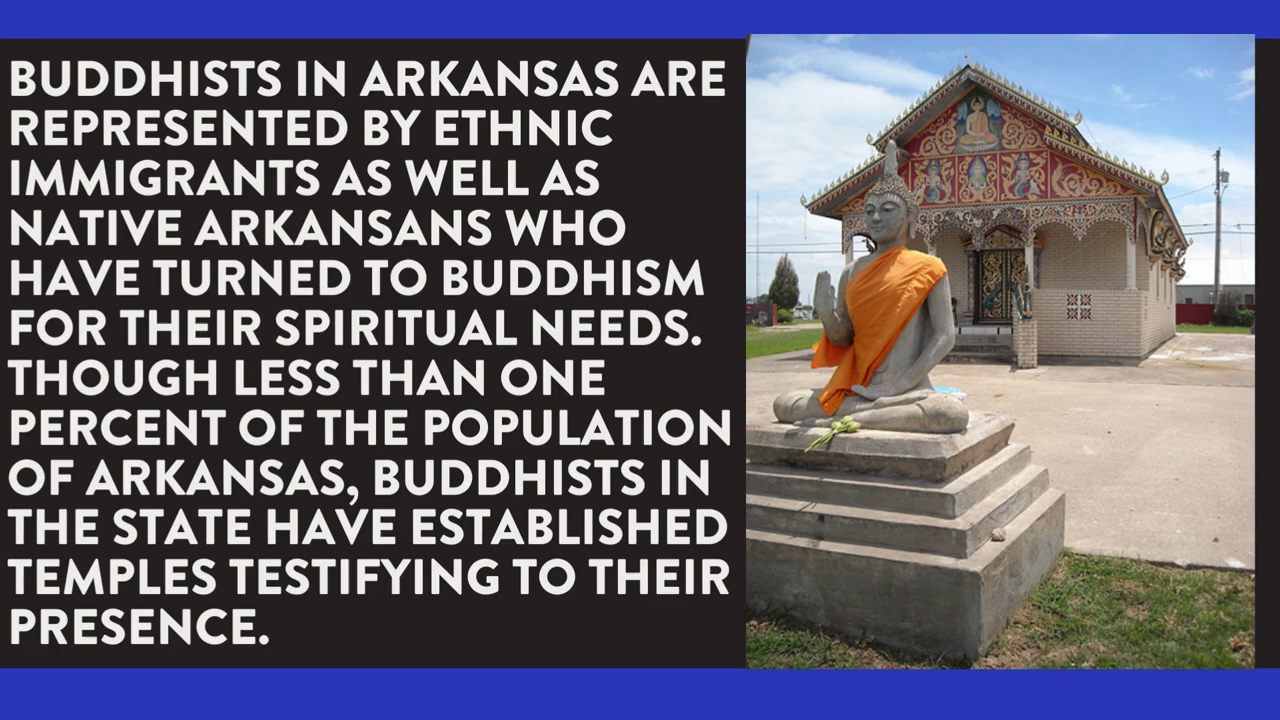 BUDDHISTS IN ARKANSAS ARE
REPRESENTED BY ETHNIC
IMMIGRANTS AS WELL AS
NATIVE ARKANSANS WHO
HAVE TURNED TO BUDDHISM
FOR THEIR SPIRITUAL NEEDS.
THOUGH LESS THAN ONE
PERCENT OF THE POPULATION
OF ARKANSAS, BUDDHISTS IN
THE STATE HAVE ESTABLISHED
TEMPLES TESTIFYING TO THEIR
PRESENCE.